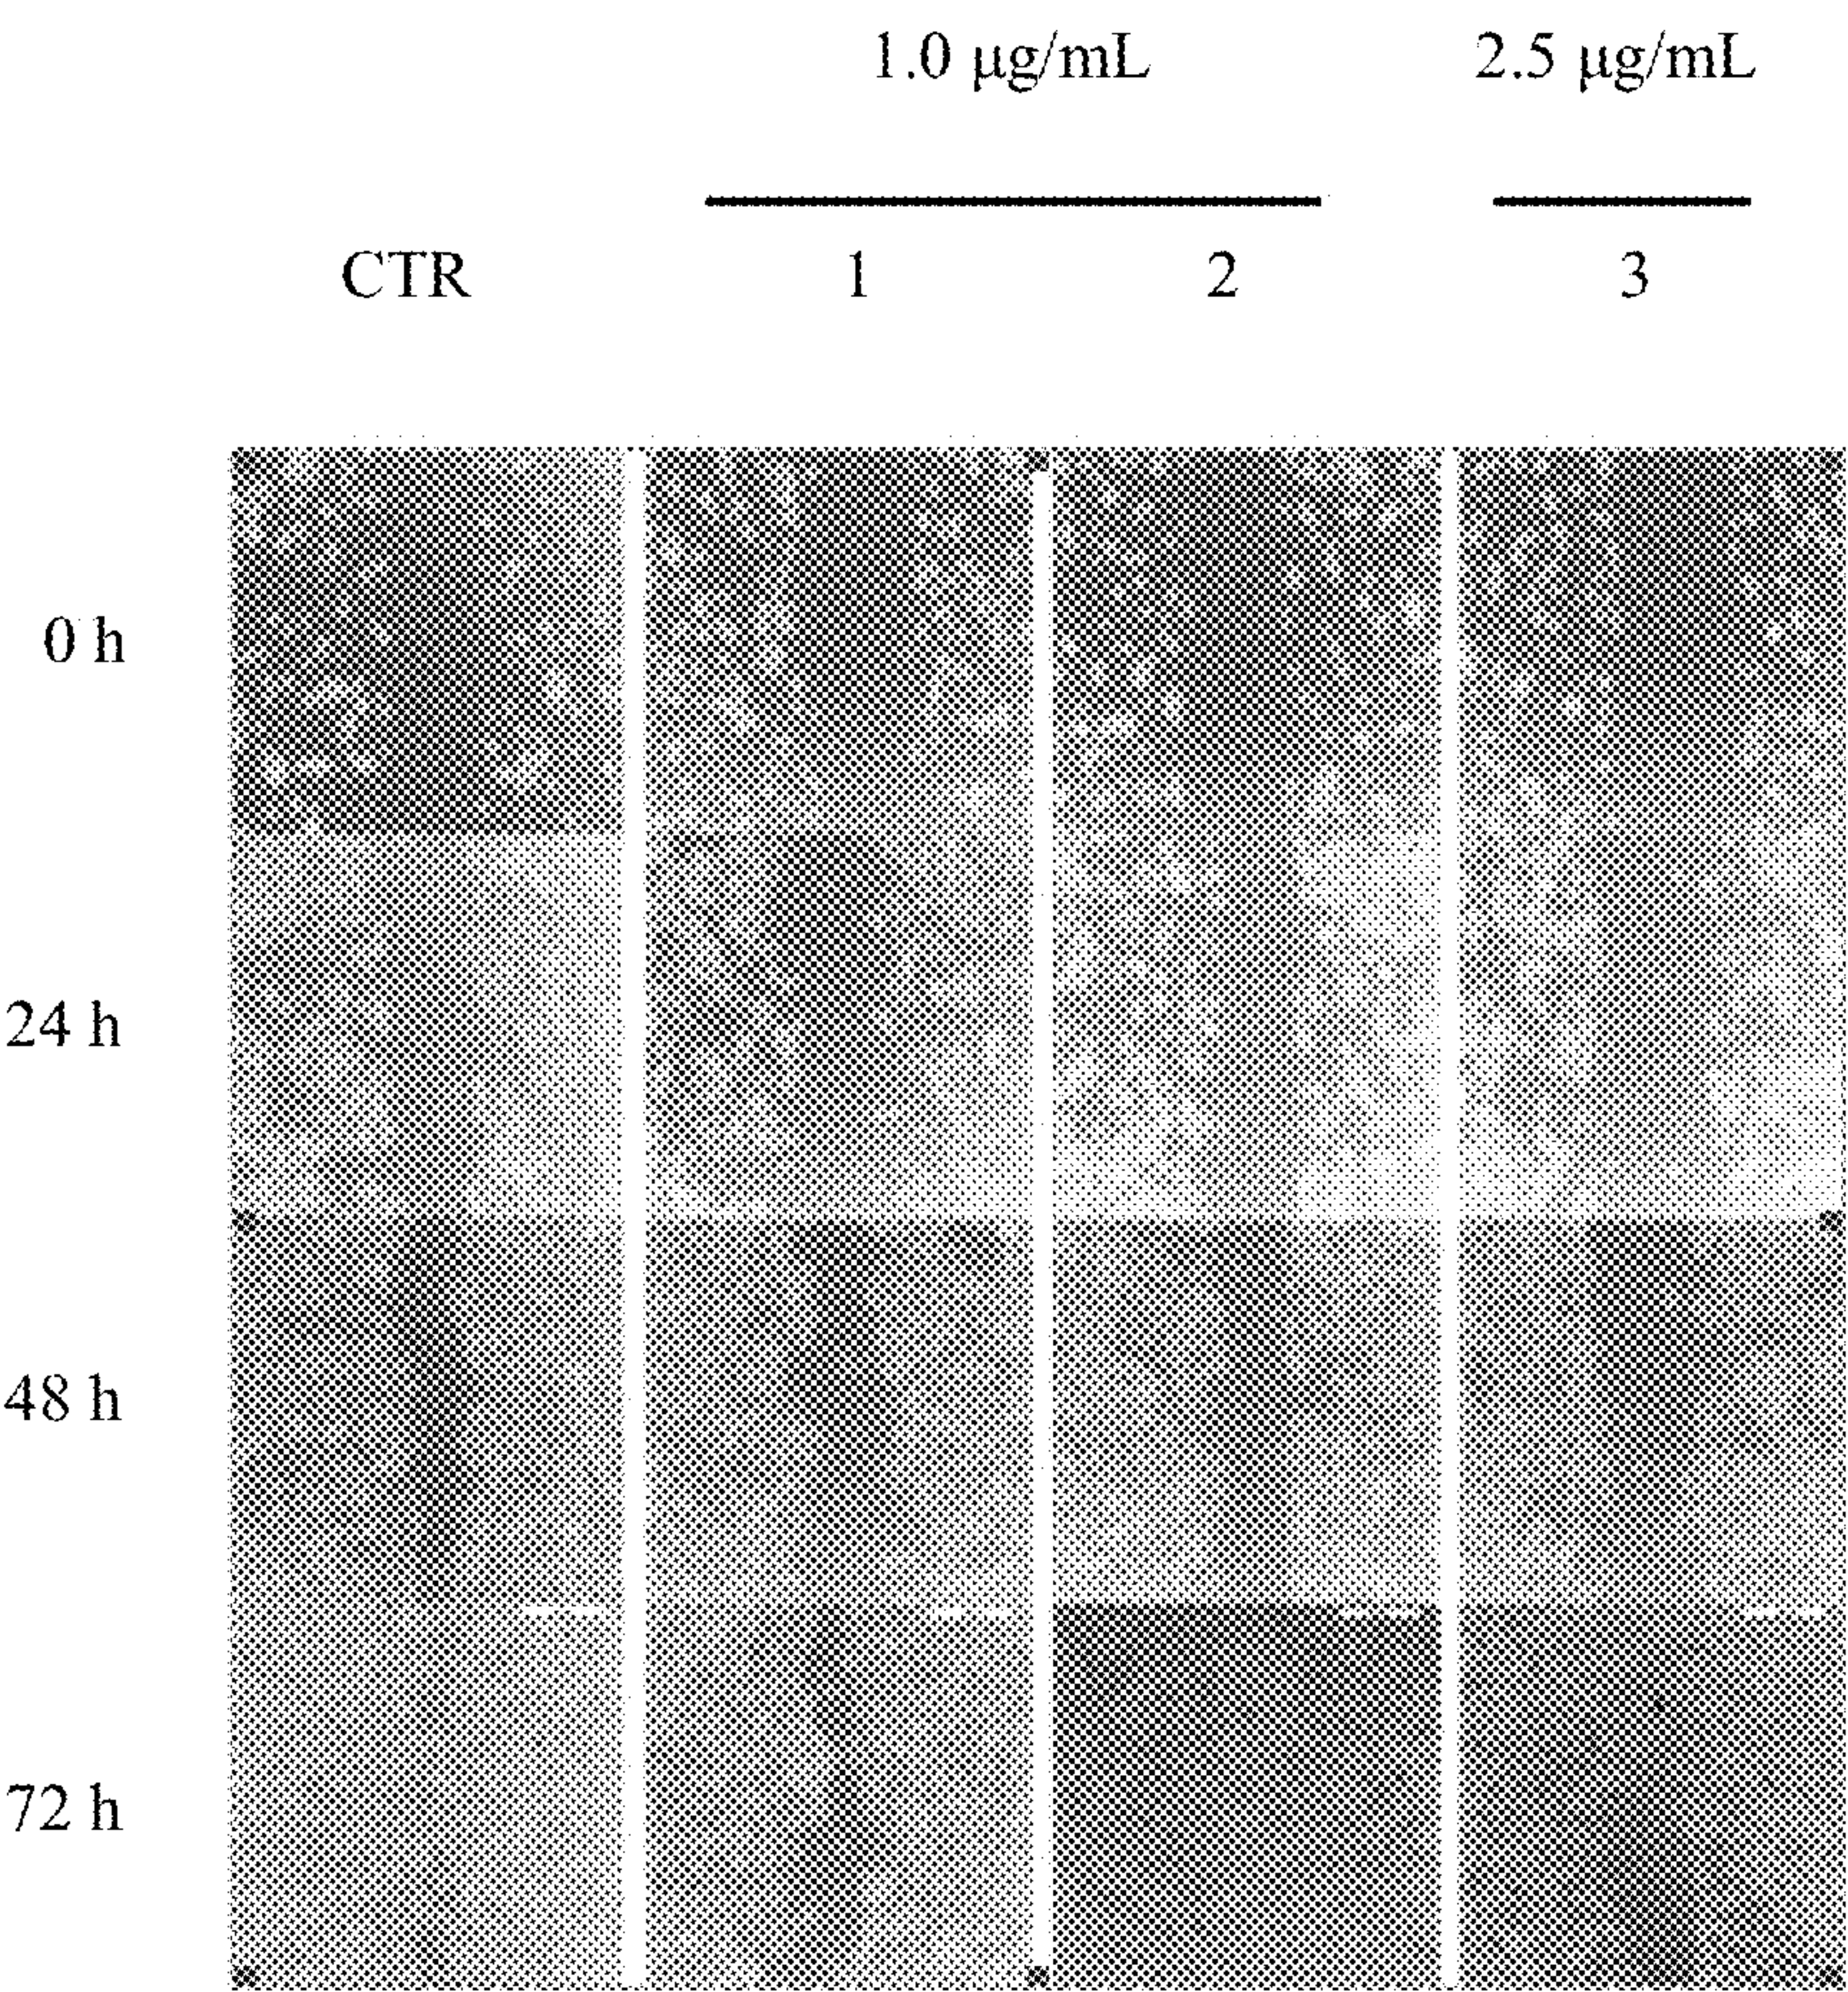 1.0 μg/mL 2.5 μg/mL
CTR 1 2 3
0 h
24 h
48 h
72 h